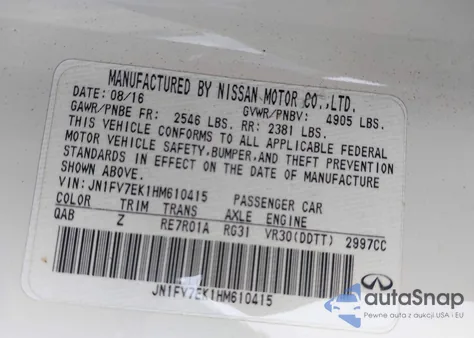 MANUFACTURED BY NISSAN MOTOR CO.,LTD.
DATE: 08/16 GVWR/PNBV: 4905 LBS.
GAWR/PNBE FR: 2546 LBS. RR: 2381 LBS.
THIS VEHICLE CONFORMS TO ALL APPLICABLE FEDERAL
MOTOR VEHICLE SAFETY, BUMPER, AND THEFT PREVENTION
STANDARDS IN EFFECT ON THE DATE OF MANUFACTURE
SHOWN ABOVE.
VIN: JN1FV7EK1HM610415 PASSENGER CAR
COLOR TRIM TRANS AXLE ENGINE
QAB Z RE7R01A RG31 VR30(DDTT) 2997CC
JN1FV7EK1HM610415
autoSnap
Pewne auta z aukcji USA i EU